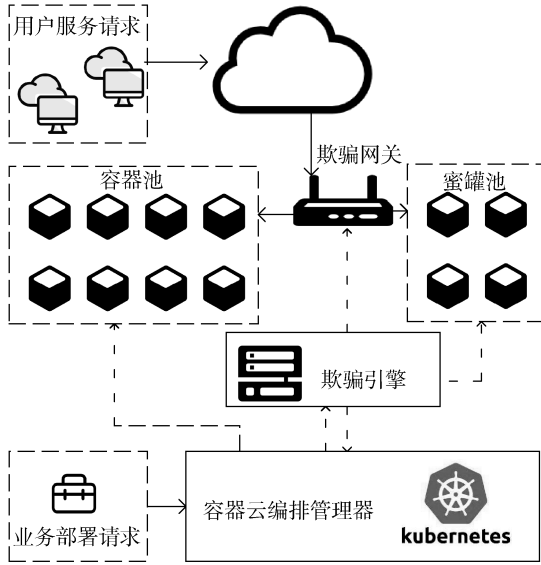 用户服务请求
欺骗网关
容器池
蜜罐池
欺骗引擎
业务部署请求
容器云编排管理器
kubernetes